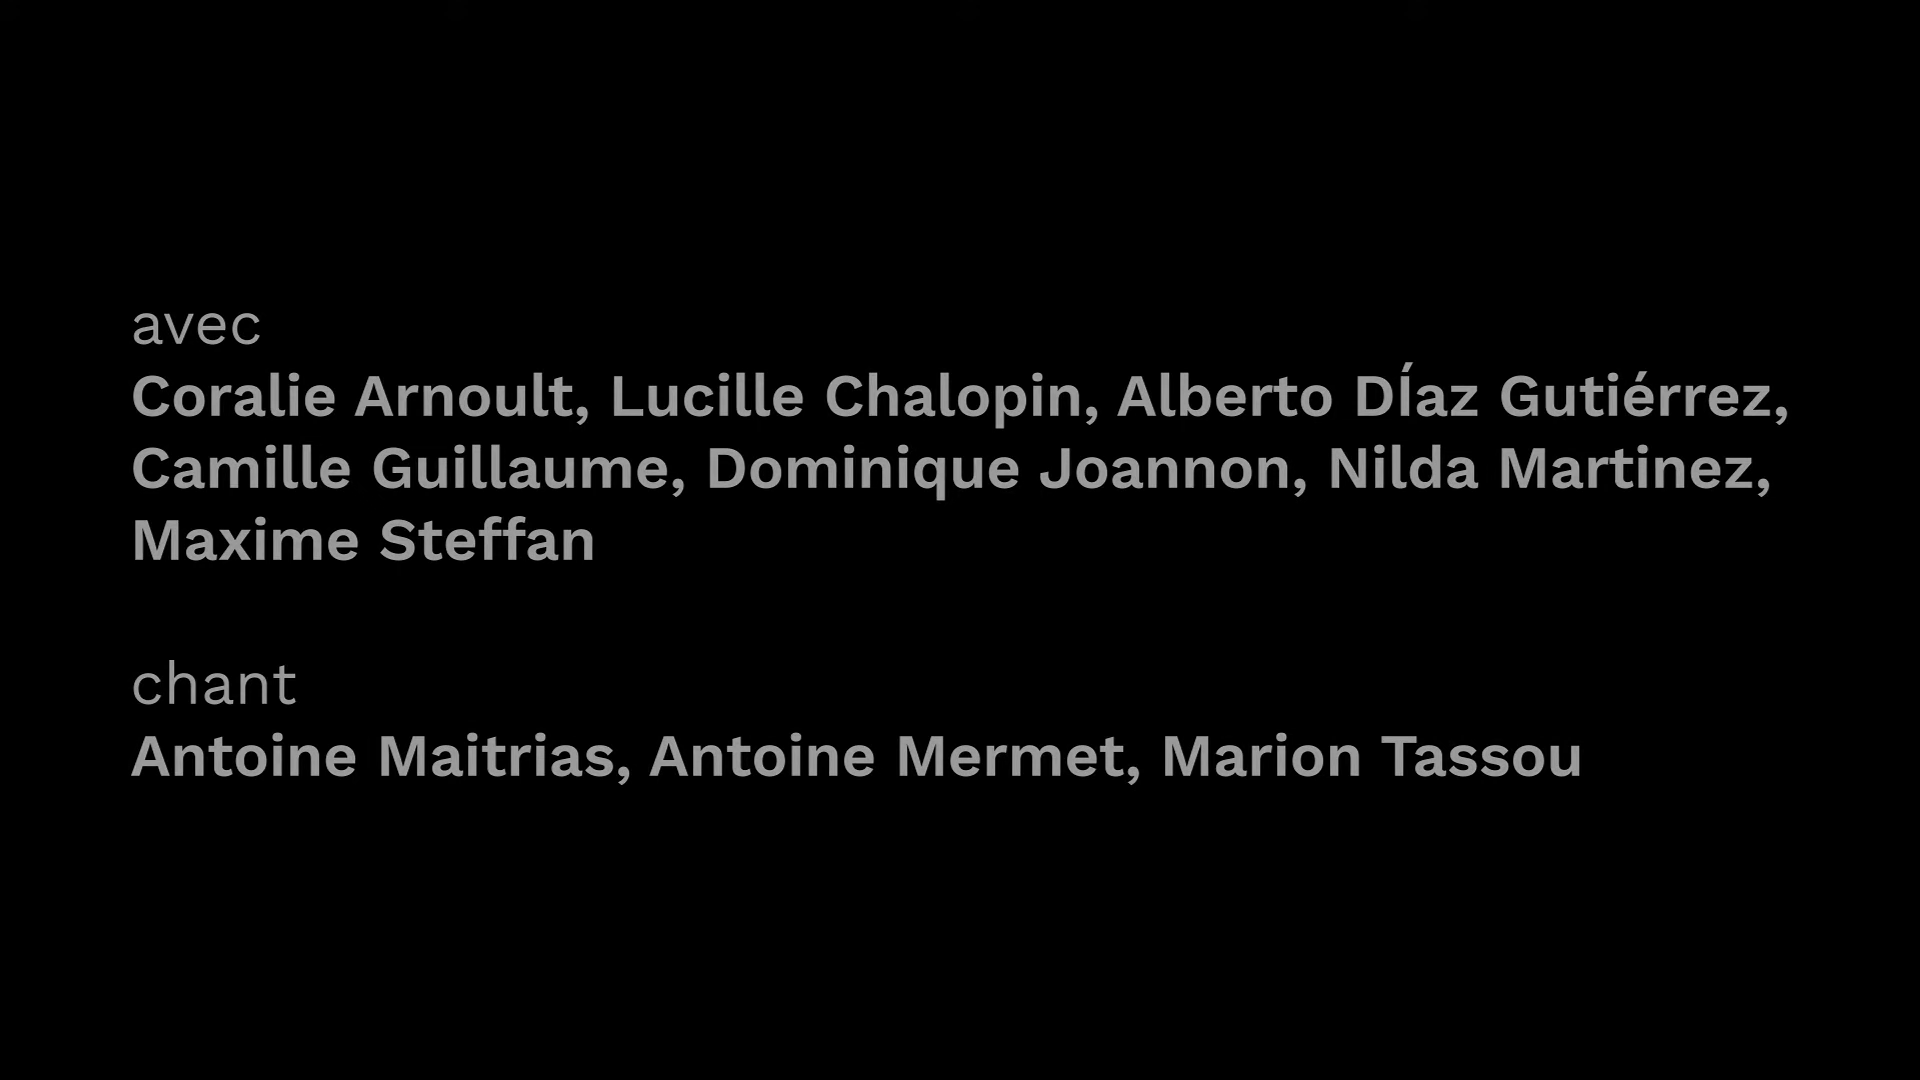 avec
Coralie Arnoult, Lucille Chalopin, Alberto DÍaz Gutiérrez,
Camille Guillaume, Dominique Joannon, Nilda Martinez,
Maxime Steffan
chant
Antoine Maitrias, Antoine Mermet, Marion Tassou